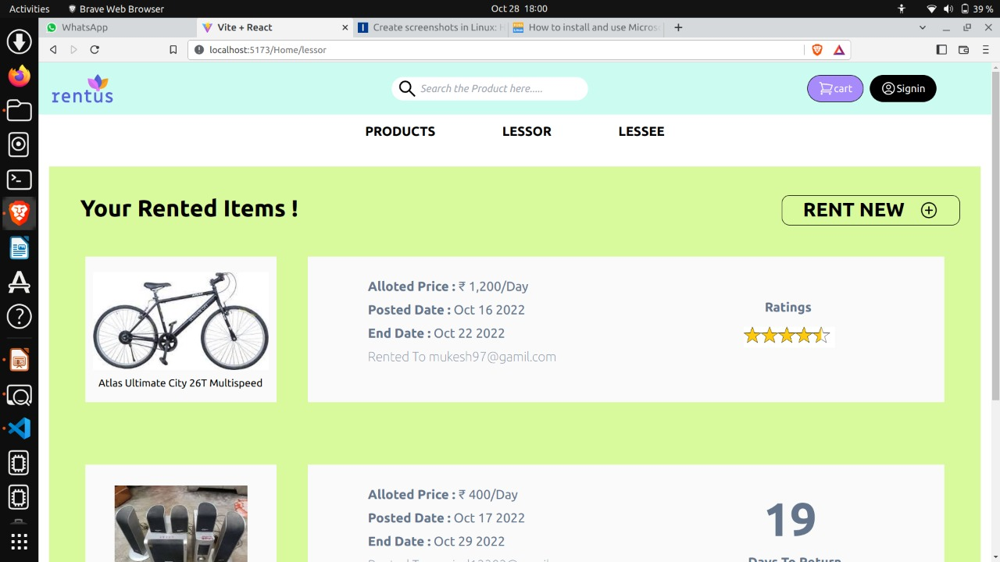 Activities
Brave Web Browser
Oct 28 18:00
39 %
WhatsApp
Vite + React
Create screenshots in Linux: H
How to install and use Micros
localhost:5173/Home/lessor
rentus
Search the Product here.....
cart
Signin
PRODUCTS
LESSOR
LESSEE
Your Rented Items !
RENT NEW
Alloted Price : ₹ 1,200/Day
Posted Date : Oct 16 2022
End Date : Oct 22 2022
Rented To mukesh97@gamil.com
Ratings
Atlas Ultimate City 26T Multispeed
Alloted Price : ₹ 400/Day
Posted Date : Oct 17 2022
End Date : Oct 29 2022
19
Days To Return